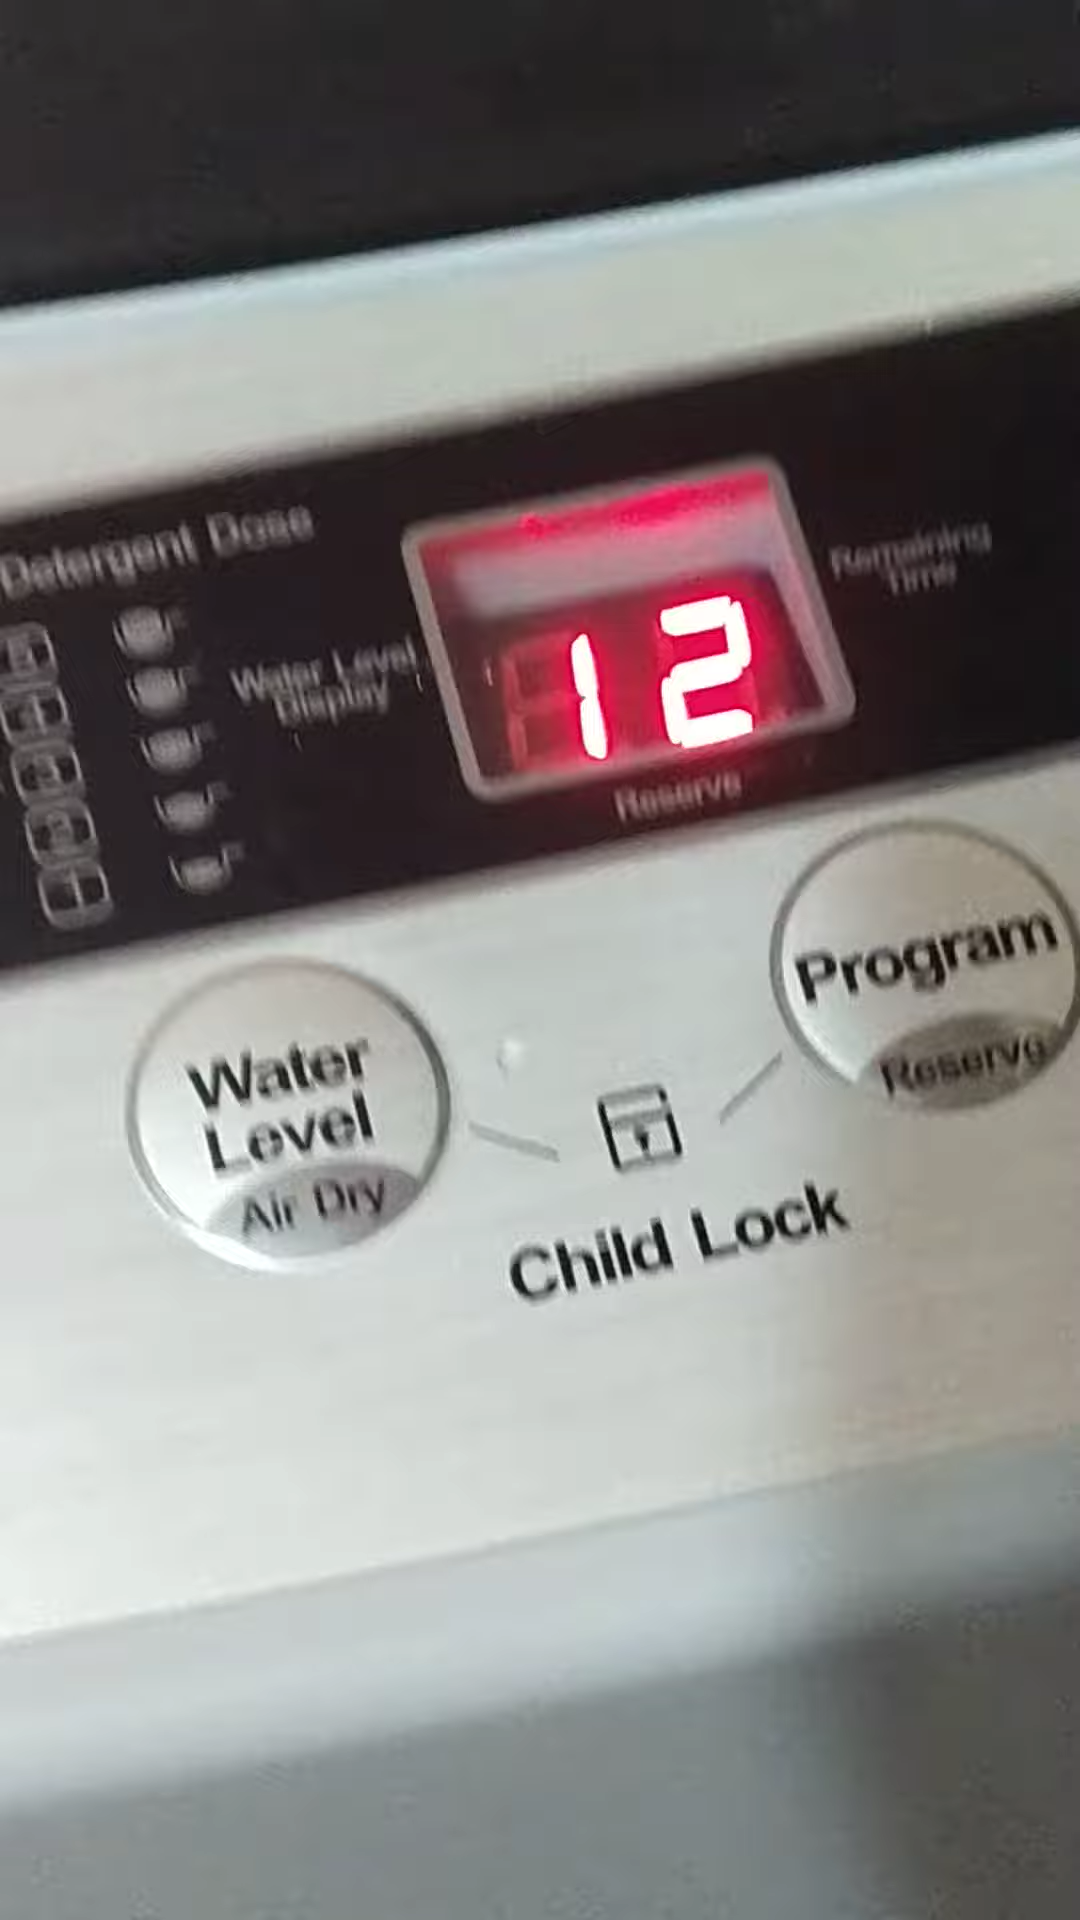 Detergent Dose
Water Level
Display
12
Remaining
Time
Reserve
Water
Level
Air Dry
Program
Reserve
Child Lock